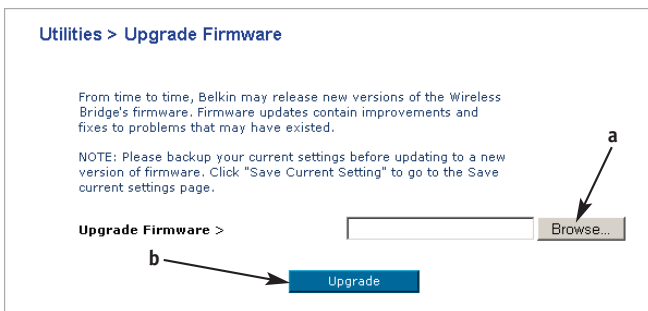 Utilities > Upgrade Firmware
From time to time, Belkin may release new versions of the Wireless
Bridge's firmware. Firmware updates contain improvements and
fixes to problems that may have existed.
NOTE: Please backup your current settings before updating to a new
version of firmware. Click "Save Current Setting" to go to the Save
current settings page.
a
Upgrade Firmware > Browse...
b
Upgrade